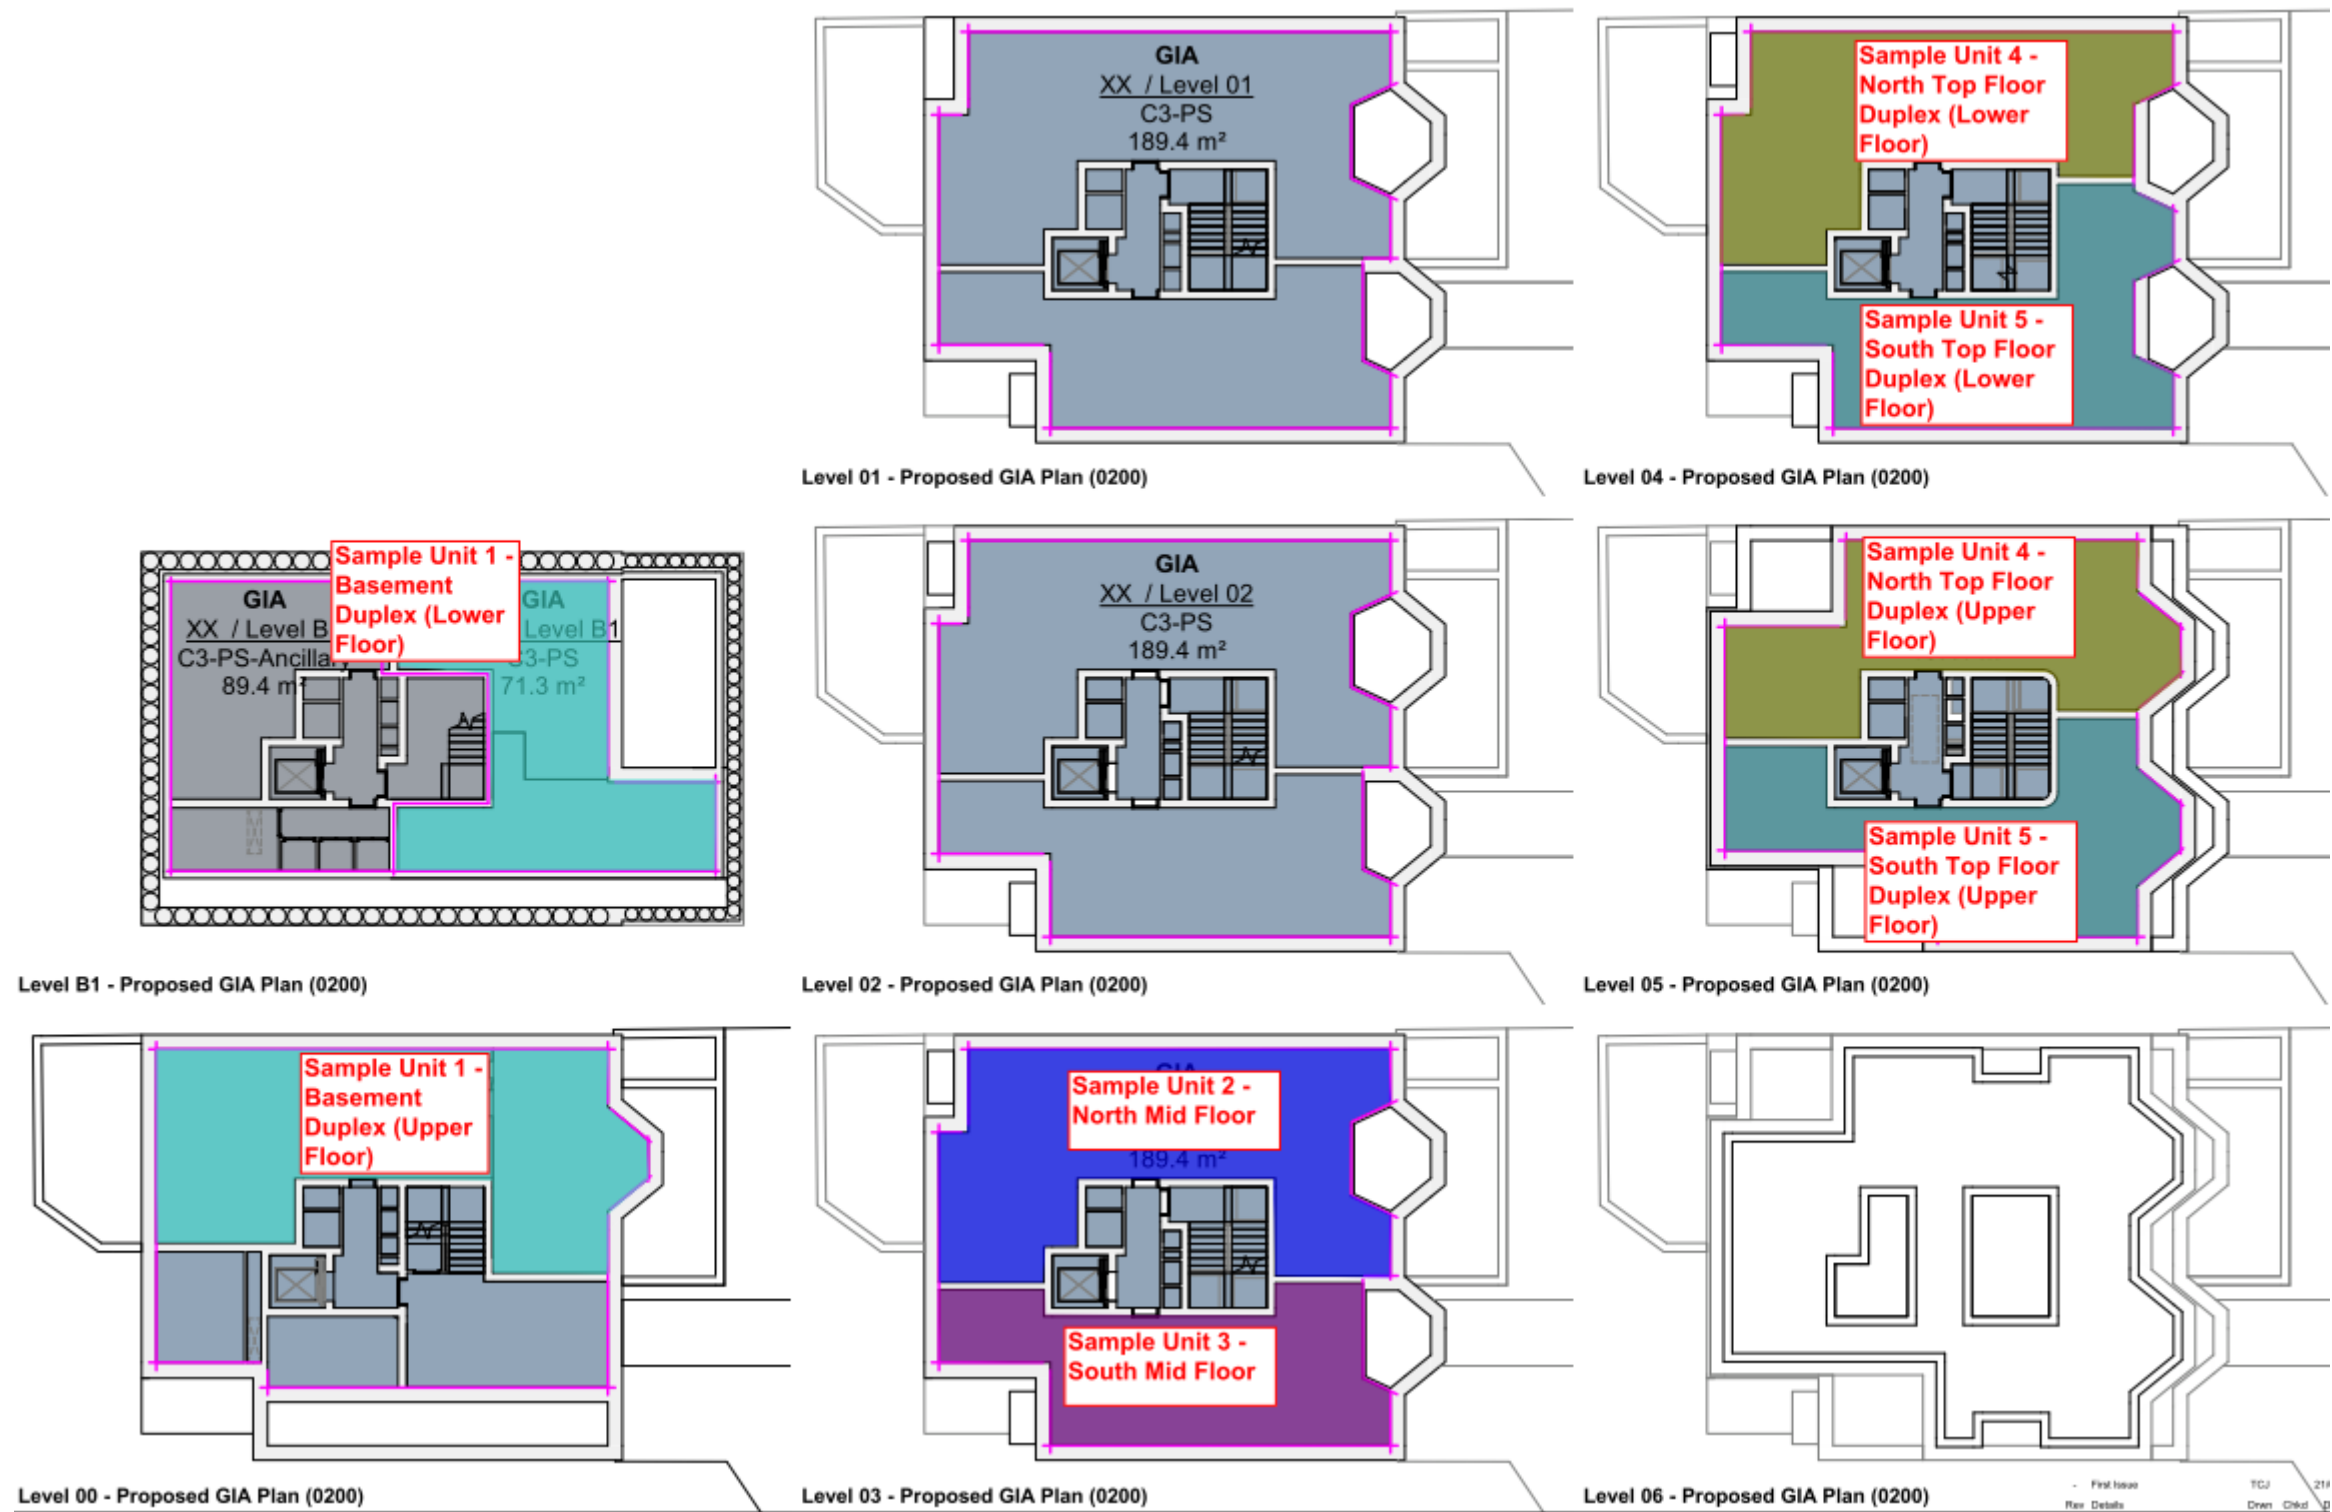 GIA
XX / Level 01
C3-PS
189.4 m²
Level 01 - Proposed GIA Plan (0200)
Sample Unit 4 -
North Top Floor
Duplex (Lower
Floor)
Sample Unit 5 -
South Top Floor
Duplex (Lower
Floor)
Level 04 - Proposed GIA Plan (0200)
Sample Unit 1 -
Basement
Duplex (Lower
Floor)
GIA
XX / Level B
C3-PS-Ancillary
89.4 m²
GIA
Level B1
C3-PS
71.3 m²
Level B1 - Proposed GIA Plan (0200)
GIA
XX / Level 02
C3-PS
189.4 m²
Level 02 - Proposed GIA Plan (0200)
Sample Unit 4 -
North Top Floor
Duplex (Upper
Floor)
Sample Unit 5 -
South Top Floor
Duplex (Upper
Floor)
Level 05 - Proposed GIA Plan (0200)
Sample Unit 1 -
Basement
Duplex (Upper
Floor)
Level 00 - Proposed GIA Plan (0200)
GIA
Sample Unit 2 -
North Mid Floor
189.4 m²
Sample Unit 3 -
South Mid Floor
Level 03 - Proposed GIA Plan (0200)
Level 06 - Proposed GIA Plan (0200)
- First Issue TCJ
Rev Details Drwn Chkd